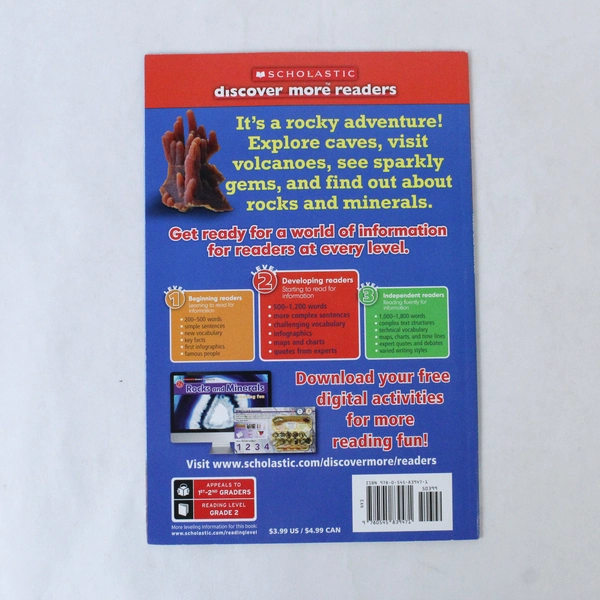 SCHOLASTIC
discover more readers
It's a rocky adventure!
Explore caves, visit
volcanoes, see sparkly
gems, and find out about
rocks and minerals.
Get ready for a world of information
for readers at every level.
LEVEL
1
Beginning readers
Learning to read for
information
• 200–500 words
• simple sentences
• new vocabulary
• key facts
• first infographics
• famous people
LEVEL
2
Developing readers
Starting to read for
information
• 500–1,200 words
• more complex sentences
• challenging vocabulary
• infographics
• maps and charts
• quotes from experts
LEVEL
3
Independent readers
Reading fluently for
information
• 1,000–1,800 words
• complex text structures
• technical vocabulary
• maps, charts, and time lines
• expert quotes and debates
• varied writing styles
Rocks and Minerals
1 2 3 4
Download your free
digital activities
for more
reading fun!
Visit www.scholastic.com/discovermore/readers
APPEALS TO
1ST–2ND GRADERS
READING LEVEL
GRADE 2
More leveling information for this book:
www.scholastic.com/readinglevel
$3.99 US / $4.99 CAN
50399